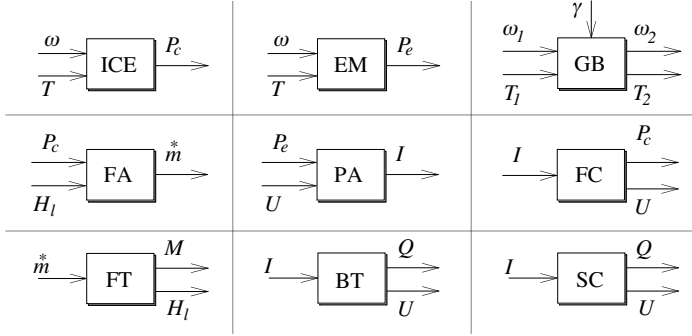 γ
ω P_c ω P_e ω_1 ω_2
ICE EM GB
T T T_1 T_2
P_c *m P_e I I P_c
FA PA FC
H_l U U
*m M I Q I Q
FT BT SC
H_l U U